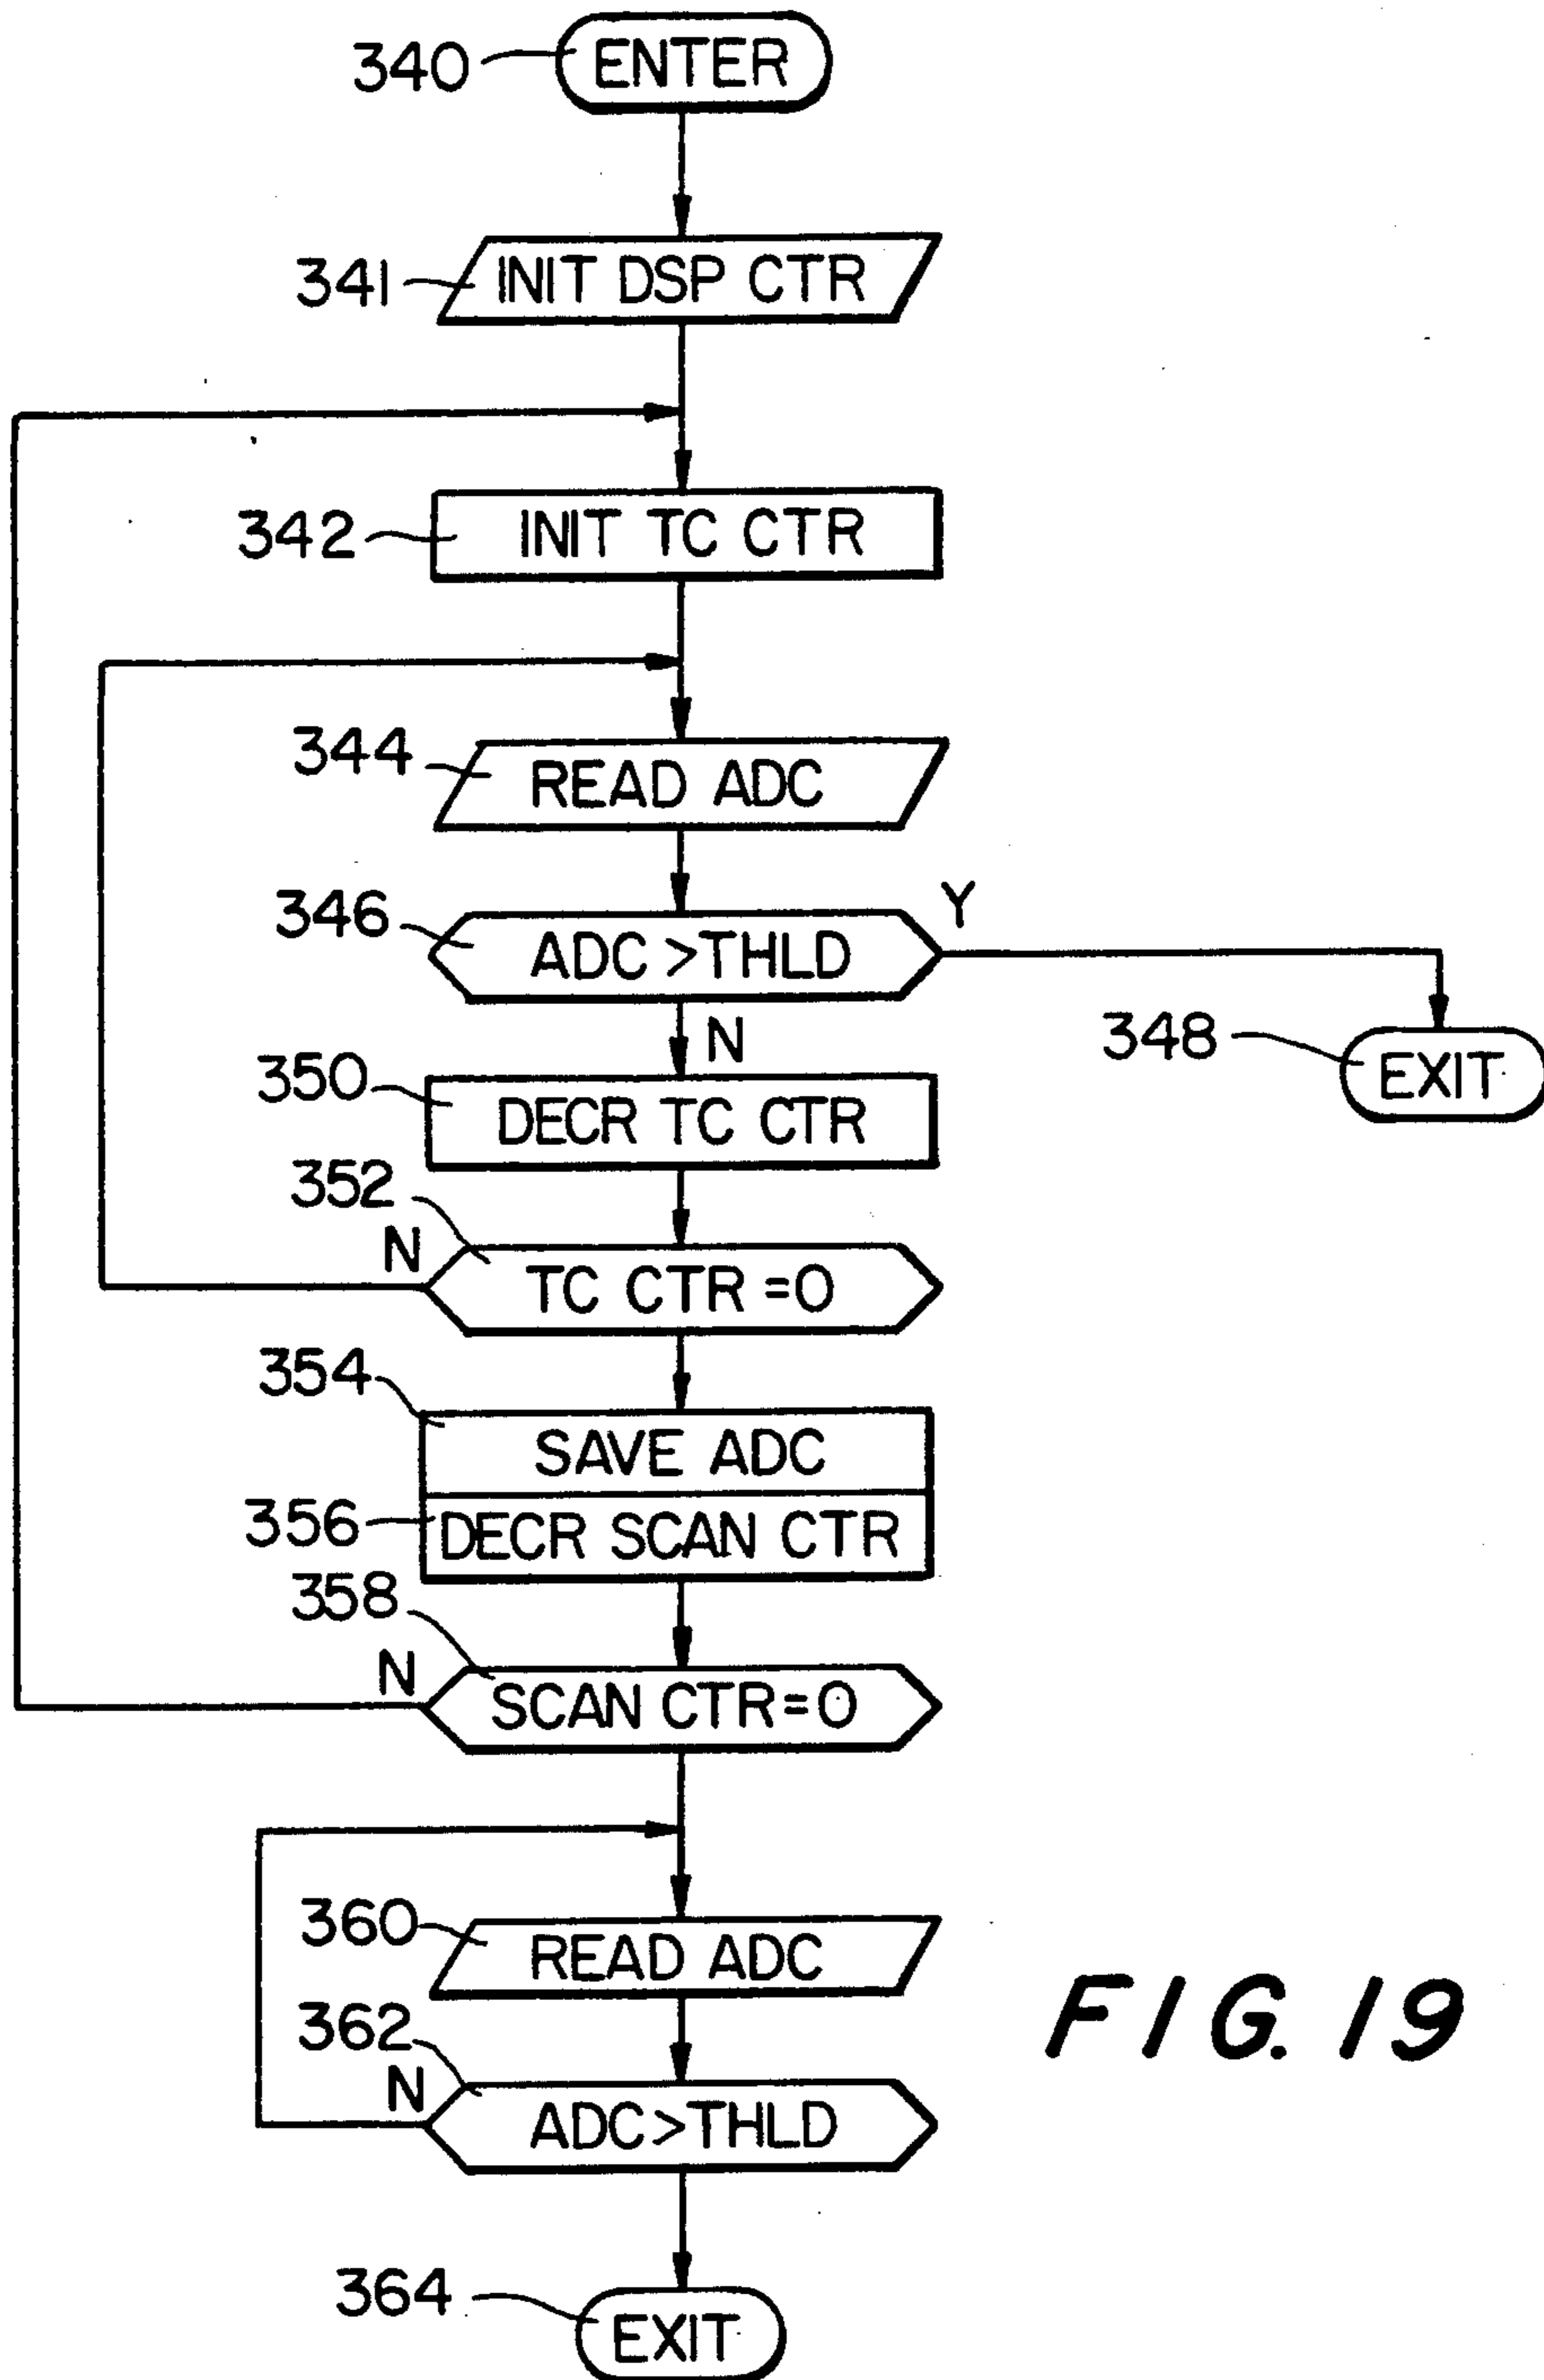 340 ENTER
341 INIT DSP CTR
342 INIT TC CTR
344 READ ADC
346 ADC >THLD Y
N
348 EXIT
350 DECR TC CTR
352
N TC CTR =0
354 SAVE ADC
356 DECR SCAN CTR
358
N SCAN CTR=0
360 READ ADC
362
N ADC>THLD
364 EXIT
FIG. 19